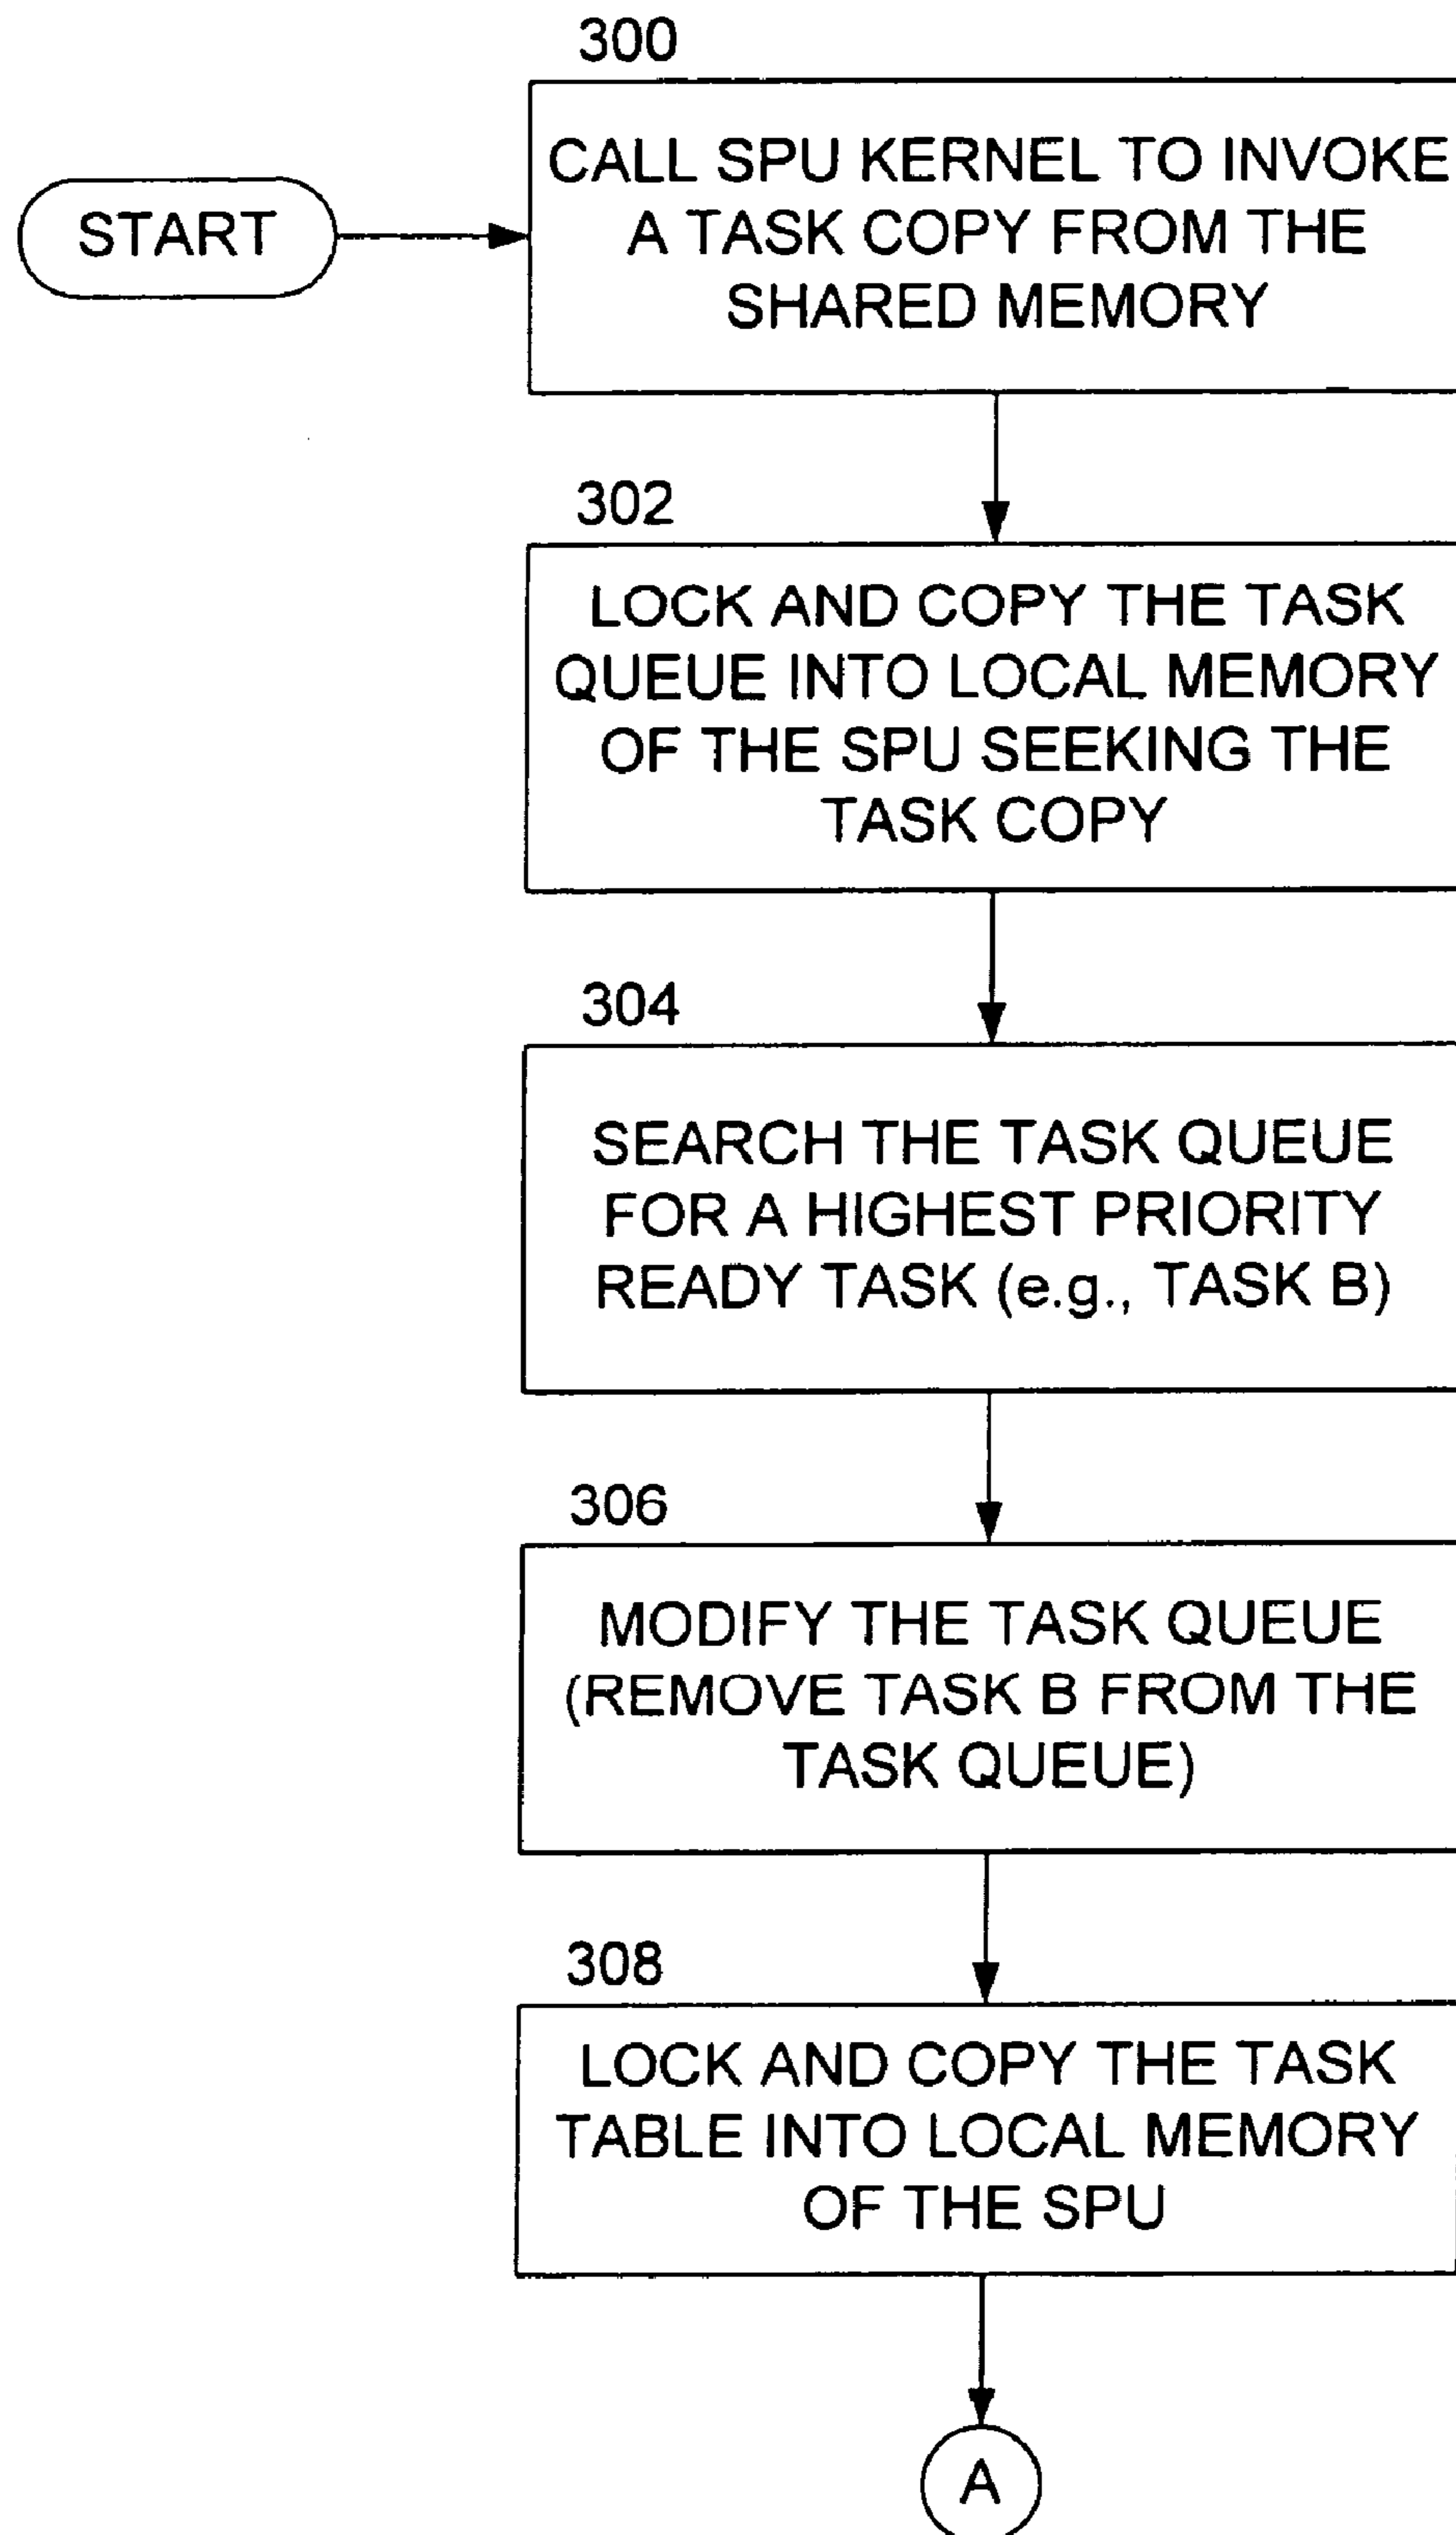 300
START
CALL SPU KERNEL TO INVOKE
A TASK COPY FROM THE
SHARED MEMORY
302
LOCK AND COPY THE TASK
QUEUE INTO LOCAL MEMORY
OF THE SPU SEEKING THE
TASK COPY
304
SEARCH THE TASK QUEUE
FOR A HIGHEST PRIORITY
READY TASK (e.g., TASK B)
306
MODIFY THE TASK QUEUE
(REMOVE TASK B FROM THE
TASK QUEUE)
308
LOCK AND COPY THE TASK
TABLE INTO LOCAL MEMORY
OF THE SPU
A